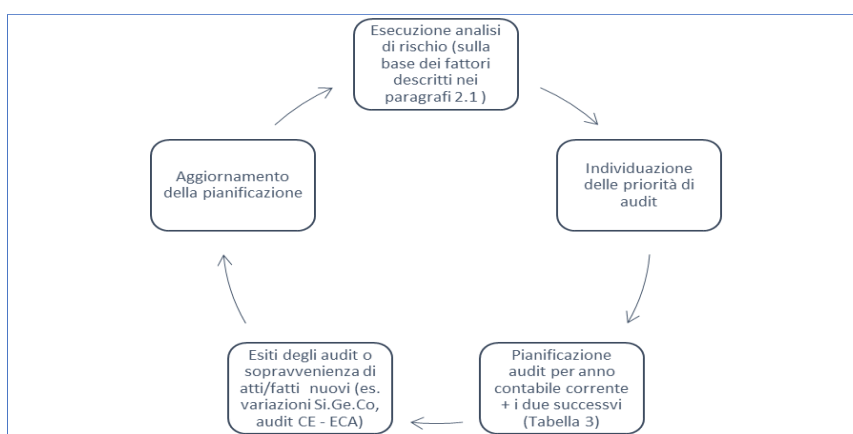 Esecuzione analisi
di rischio (sulla
base dei fattori
descritti nei
paragrafi 2.1 )
Individuazione
delle priorità di
audit
Pianificazione
audit per anno
contabile corrente
+ i due successvi
(Tabella 3)
Esiti degli audit o
sopravvenienza di
atti/fatti nuovi (es.
variazioni Si.Ge.Co,
audit CE - ECA)
Aggiornamento
della pianificazione